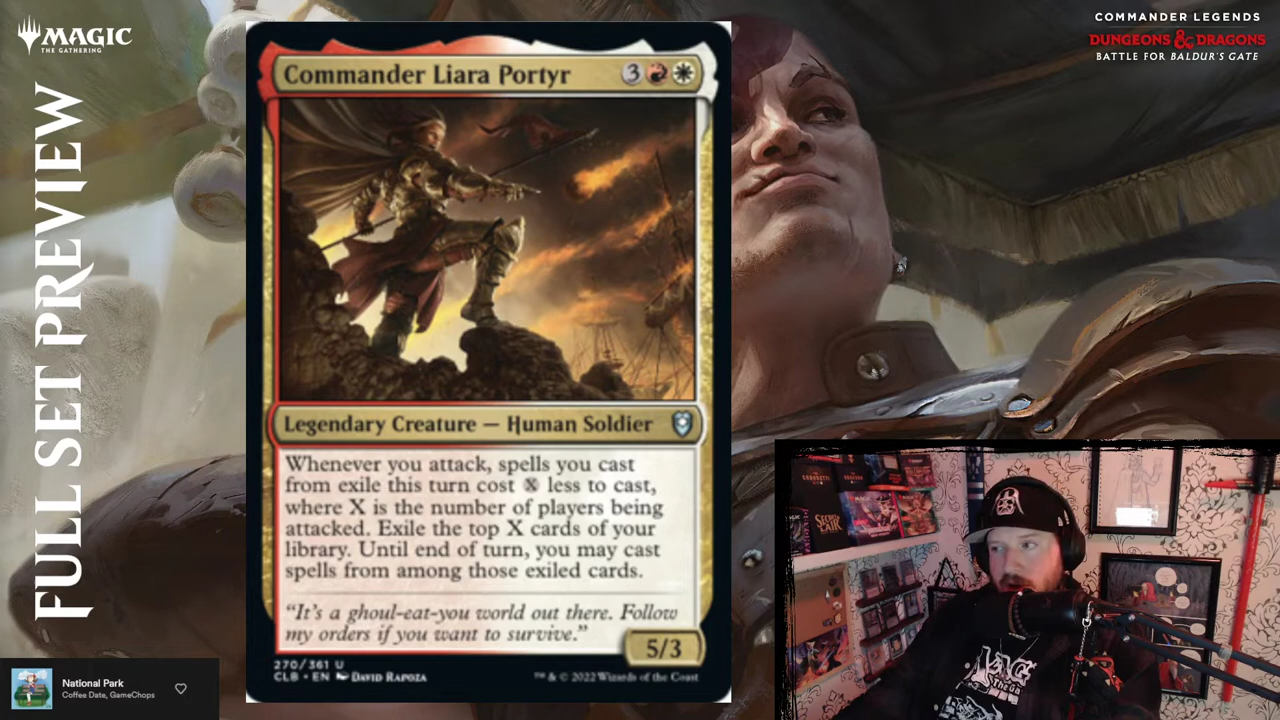 MAGIC
THE GATHERING
FULL SET PREVIEW
COMMANDER LEGENDS
DUNGEONS & DRAGONS
BATTLE FOR BALDUR'S GATE
Commander Liara Portyr 3
Legendary Creature — Human Soldier
Whenever you attack, spells you cast
from exile this turn cost X less to cast,
where X is the number of players being
attacked. Exile the top X cards of your
library. Until end of turn, you may cast
spells from among those exiled cards.
“It's a ghoul-eat-you world out there. Follow
my orders if you want to survive.”
5/3
270/361 U
CLB • EN DAVID RAPOZA
™ & © 2022 Wizards of the Coast
National Park
Coffee Date, GameChops
SECRET
LAIR